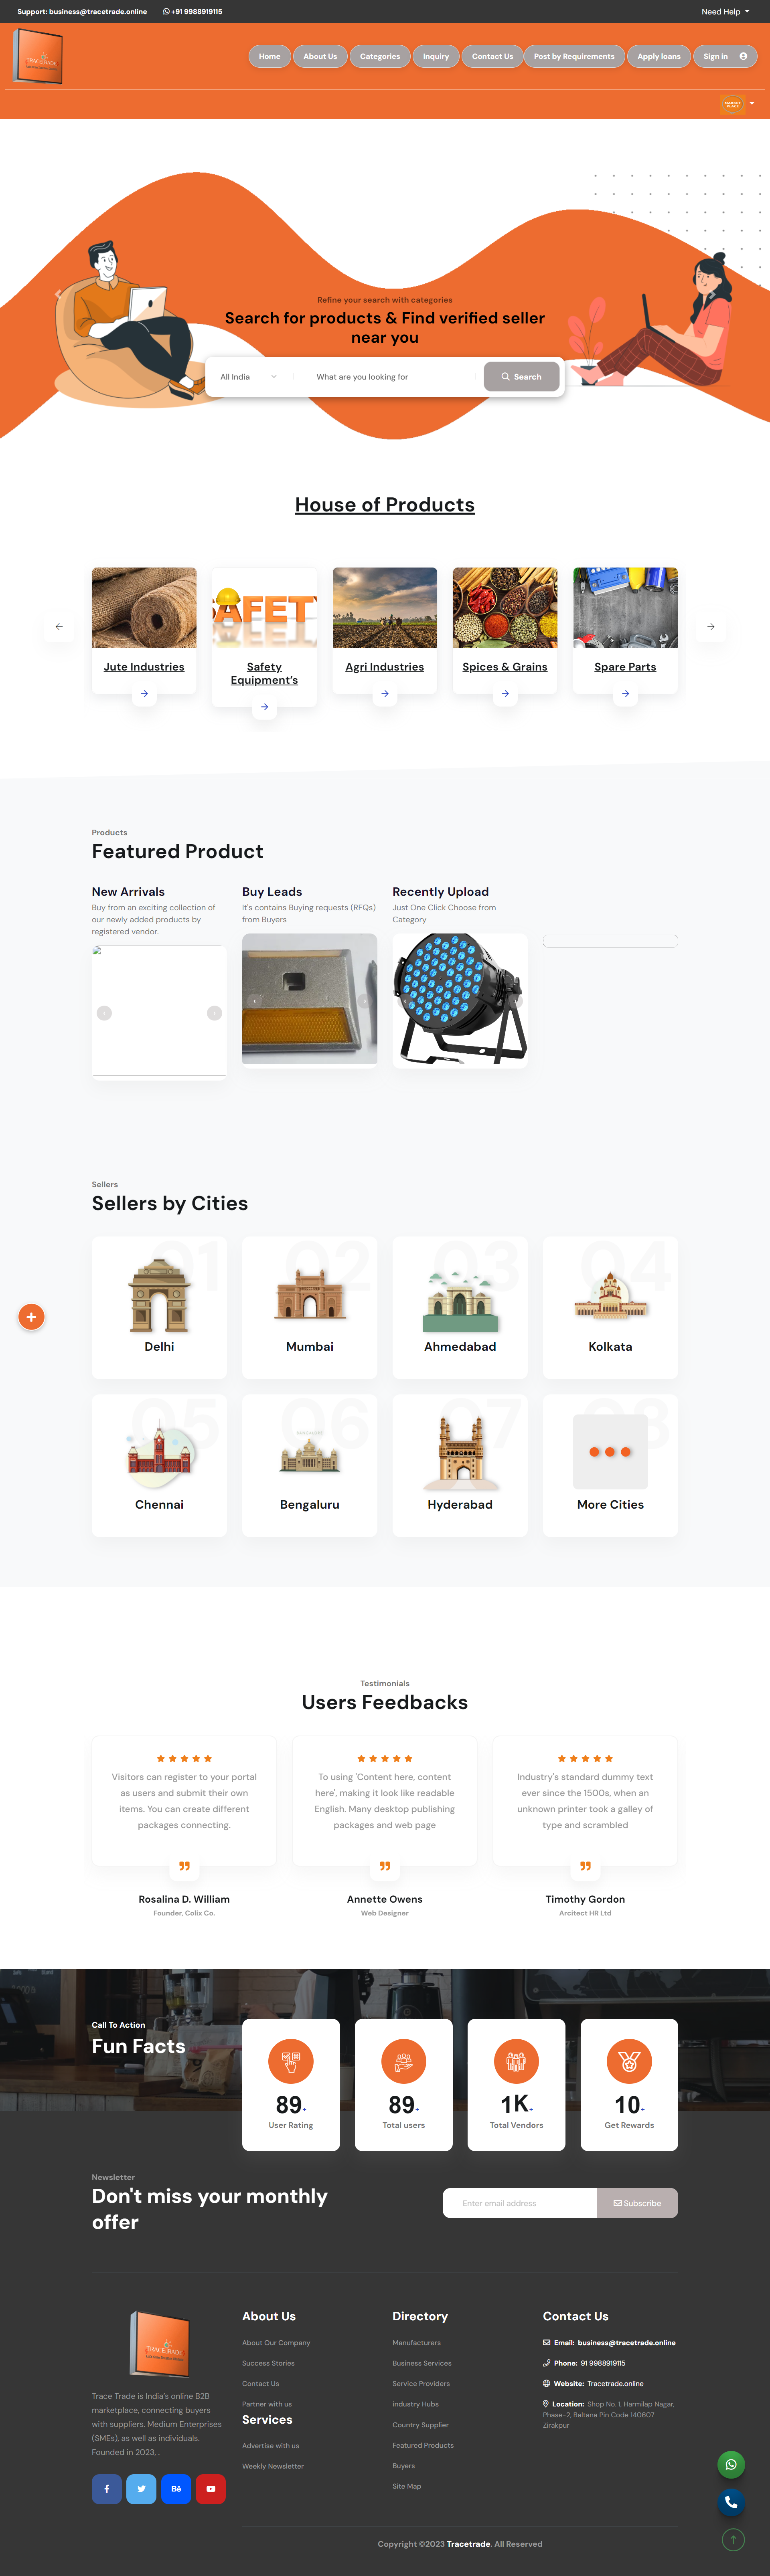 Support: business@tracetrade.online
+91 9988919115
Need Help
TRACETRADE
Home
About Us
Categories
Inquiry
Contact Us
Post by Requirements
Apply loans
Sign in
MARKET
PLACE
Refine your search with categories
Search for products & Find verified seller
near you
All India
What are you looking for
Search
House of Products
AFET
Jute Industries
Safety
Equipment's
Agri Industries
Spices & Grains
Spare Parts
Products
Featured Product
New Arrivals
Buy from an exciting collection of
our newly added products by
registered vendor.
Buy Leads
It's contains Buying requests (RFQs)
from Buyers
Recently Upload
Just One Click Choose from
Category
Sellers
Sellers by Cities
01
Delhi
02
Mumbai
03
Ahmedabad
04
Kolkata
05
Chennai
06
BENGALURU
Bengaluru
07
Hyderabad
08
More Cities
Testimonials
Users Feedbacks
Visitors can register to your portal
as users and submit their own
items. You can create different
packages connecting.
Rosalina D. William
Founder, Colix Co.
To using 'Content here, content
here', making it look like readable
English. Many desktop publishing
packages and web page
Annette Owens
Web Designer
Industry's standard dummy text
ever since the 1500s, when an
unknown printer took a galley of
type and scrambled
Timothy Gordon
Arcitect HR Ltd
Call To Action
Fun Facts
89+
User Rating
89+
Total users
1K+
Total Vendors
10+
Get Rewards
Newsletter
Don't miss your monthly
offer
Enter email address
Subscribe
TRACETRADE
Trace Trade is India's online B2B
marketplace, connecting buyers
with suppliers. Medium Enterprises
(SMEs), as well as individuals.
Founded in 2023, .
Bē
About Us
About Our Company
Success Stories
Contact Us
Partner with us
Services
Advertise with us
Weekly Newsletter
Directory
Manufacturers
Business Services
Service Providers
industry Hubs
Country Supplier
Featured Products
Buyers
Site Map
Contact Us
Email: business@tracetrade.online
Phone: 91 9988919115
Website: Tracetrade.online
Location: Shop No. 1, Harmilap Nagar,
Phase-2, Baltana Pin Code 140607
Zirakpur
Copyright ©2023 Tracetrade. All Reserved